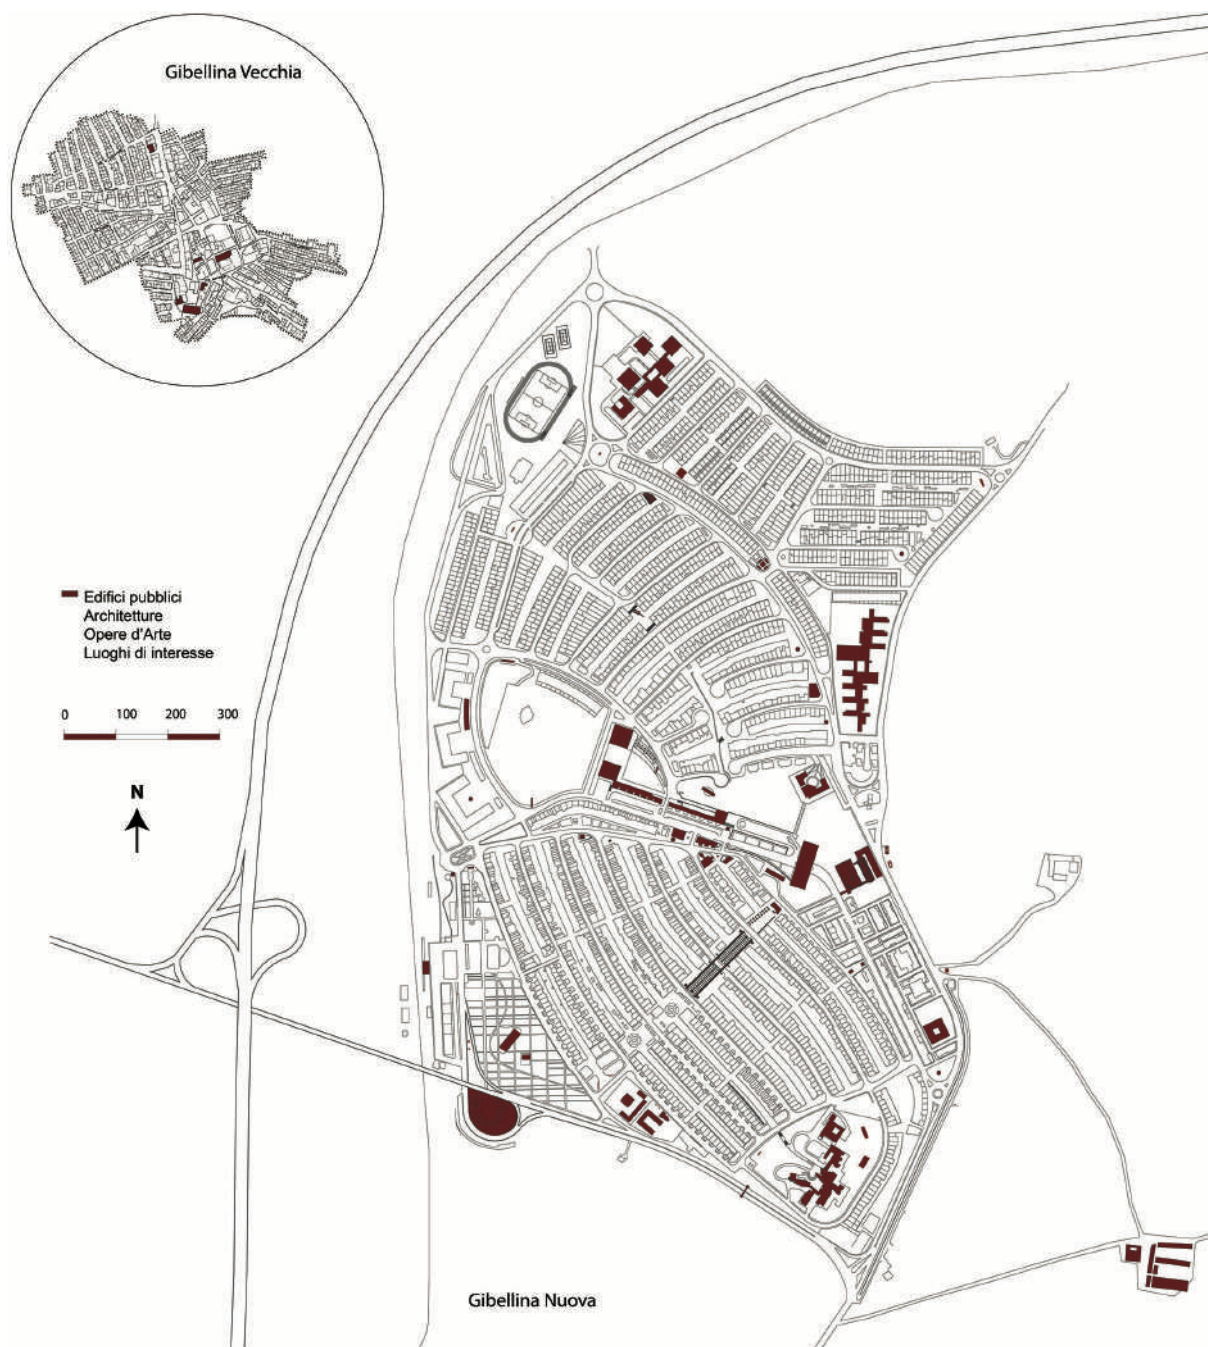 Gibellina Vecchia
Edifici pubblici
Architetture
Opere d'Arte
Luoghi di interesse
0 100 200 300
N
Gibellina Nuova